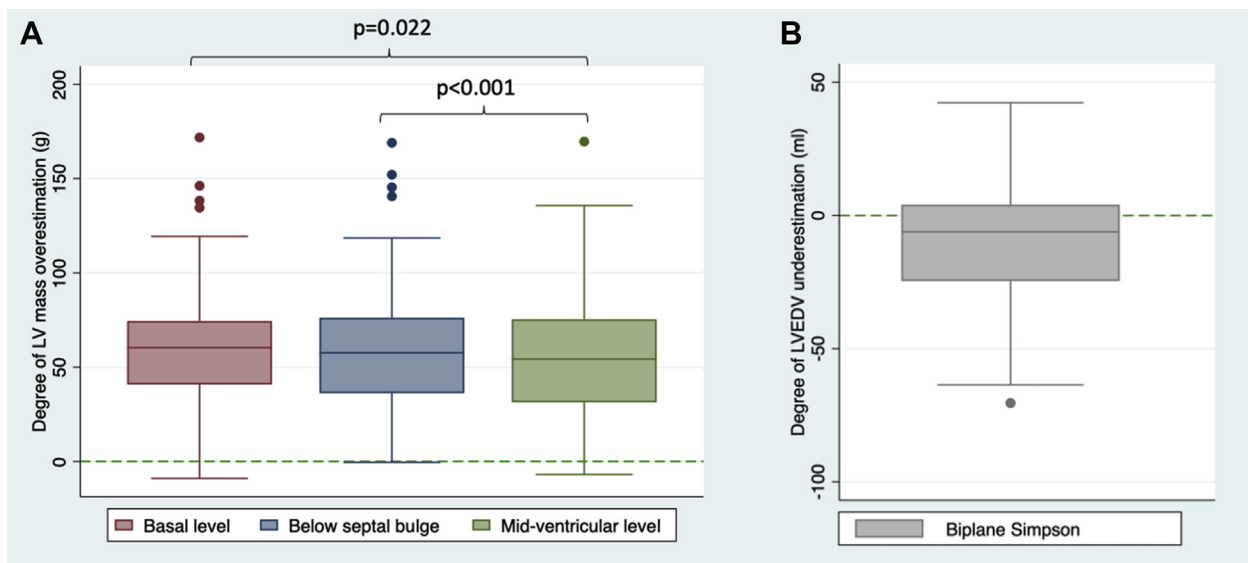 A
p=0.022
p<0.001
Degree of LV mass overestimation (g)
200
150
100
50
0
Basal level
Below septal bulge
Mid-ventricular level
B
Degree of LVEDV underestimation (ml)
50
0
-50
-100
Biplane Simpson